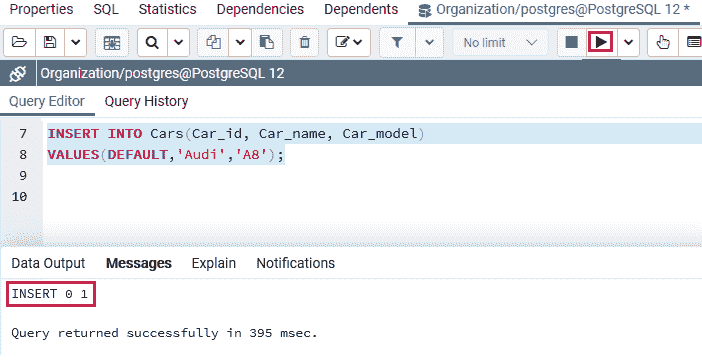 Properties SQL Statistics Dependencies Dependents Organization/postgres@PostgreSQL 12 *
No limit
Organization/postgres@PostgreSQL 12
Query Editor Query History
7 INSERT INTO Cars(Car_id, Car_name, Car_model)
8 VALUES(DEFAULT,'Audi','A8');
9
10
Data Output Messages Explain Notifications
INSERT 0 1
Query returned successfully in 395 msec.